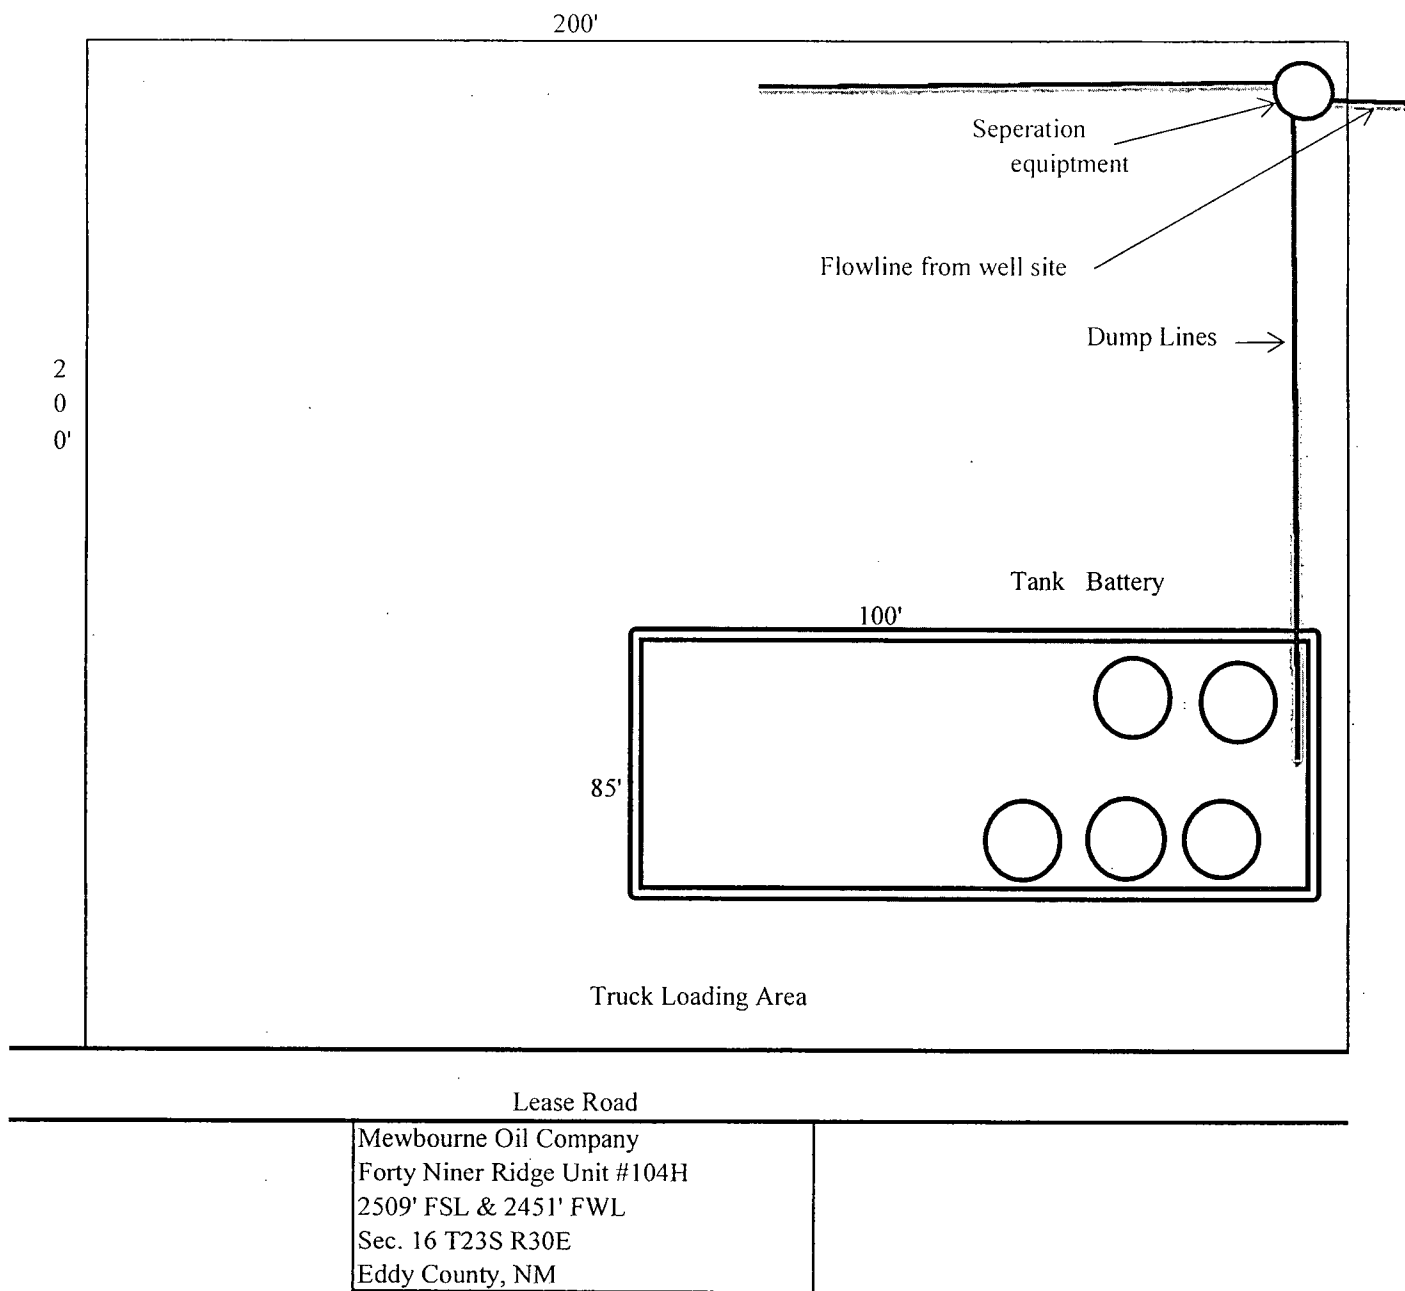 200'
Seperation
equiptment
Flowline from well site
Dump Lines
2
0
0'
Tank Battery
100'
85'
Truck Loading Area
Lease Road
Mewbourne Oil Company
Forty Niner Ridge Unit #104H
2509' FSL & 2451' FWL
Sec. 16 T23S R30E
Eddy County, NM